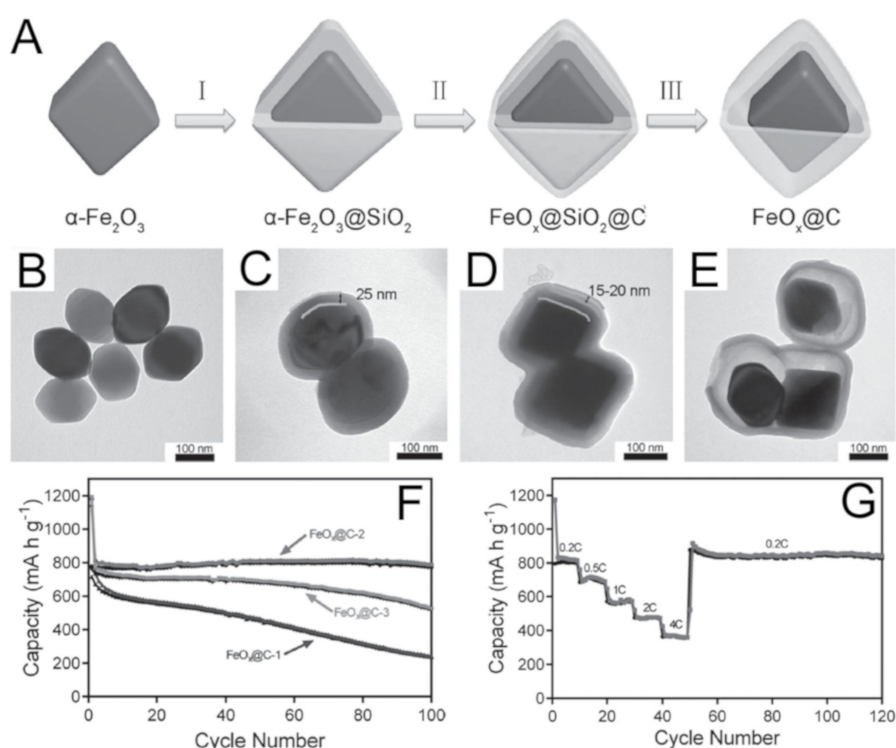 A
I
II
III
α-Fe₂O₃
α-Fe₂O₃@SiO₂
FeOₓ@SiO₂@C
FeOₓ@C
B
100 nm
C
25 nm
100 nm
D
15-20 nm
100 nm
E
100 nm
F
Capacity (mA h g⁻¹)
1200
1000
800
600
400
200
0
FeOₓ@C-2
FeOₓ@C-3
FeOₓ@C-1
0 20 40 60 80 100
Cycle Number
G
Capacity (mA h g⁻¹)
1200
1000
800
600
400
200
0
0.2C
0.5C
1C
2C
4C
0.2C
0 20 40 60 80 100 120
Cycle Number